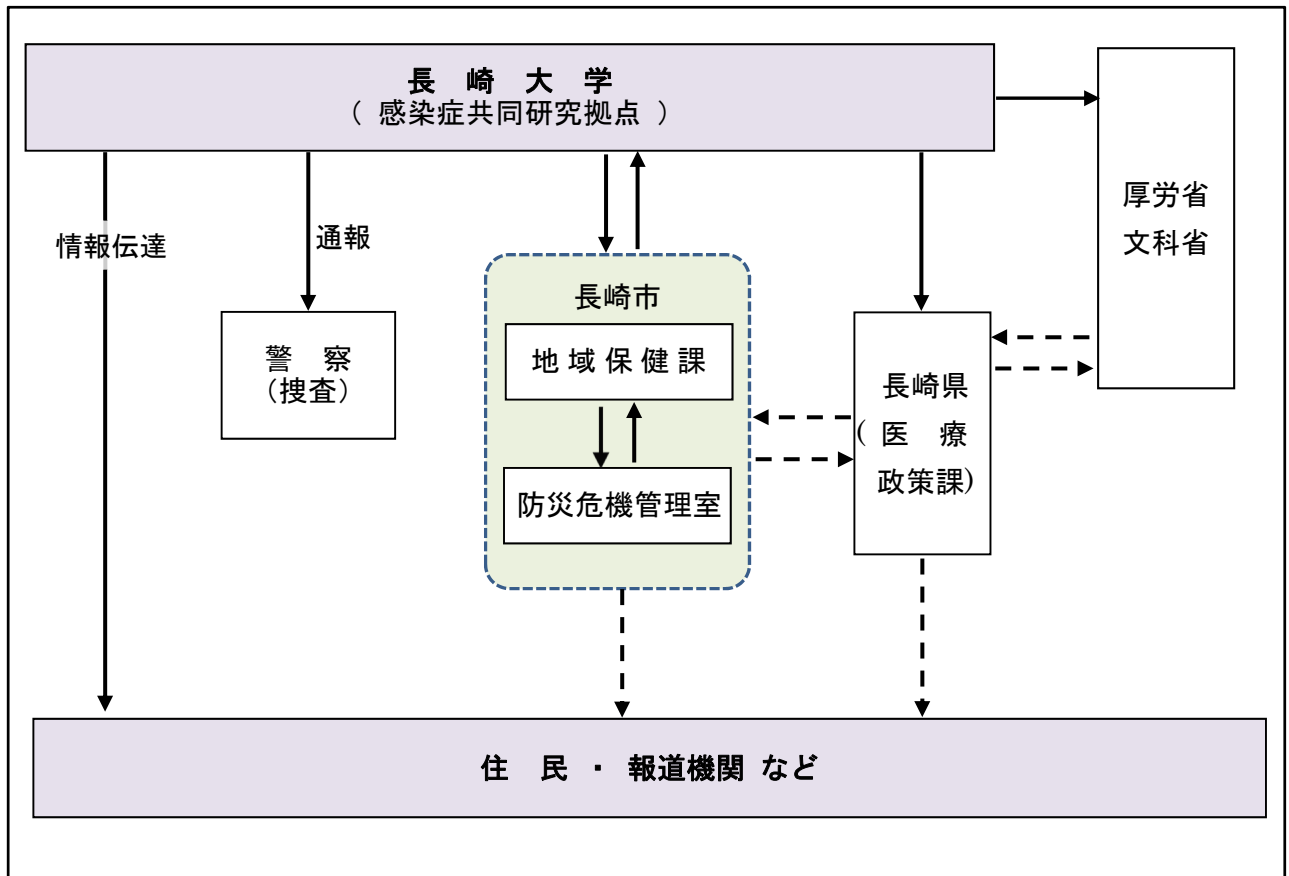 長 崎 大 学
( 感染症共同研究拠点 )
厚労省
文科省
情報伝達
通報
長崎市
地域保健課
防災危機管理室
警 察
(捜査)
長崎県
( 医 療
政策課)
住 民 ・ 報道機関 など